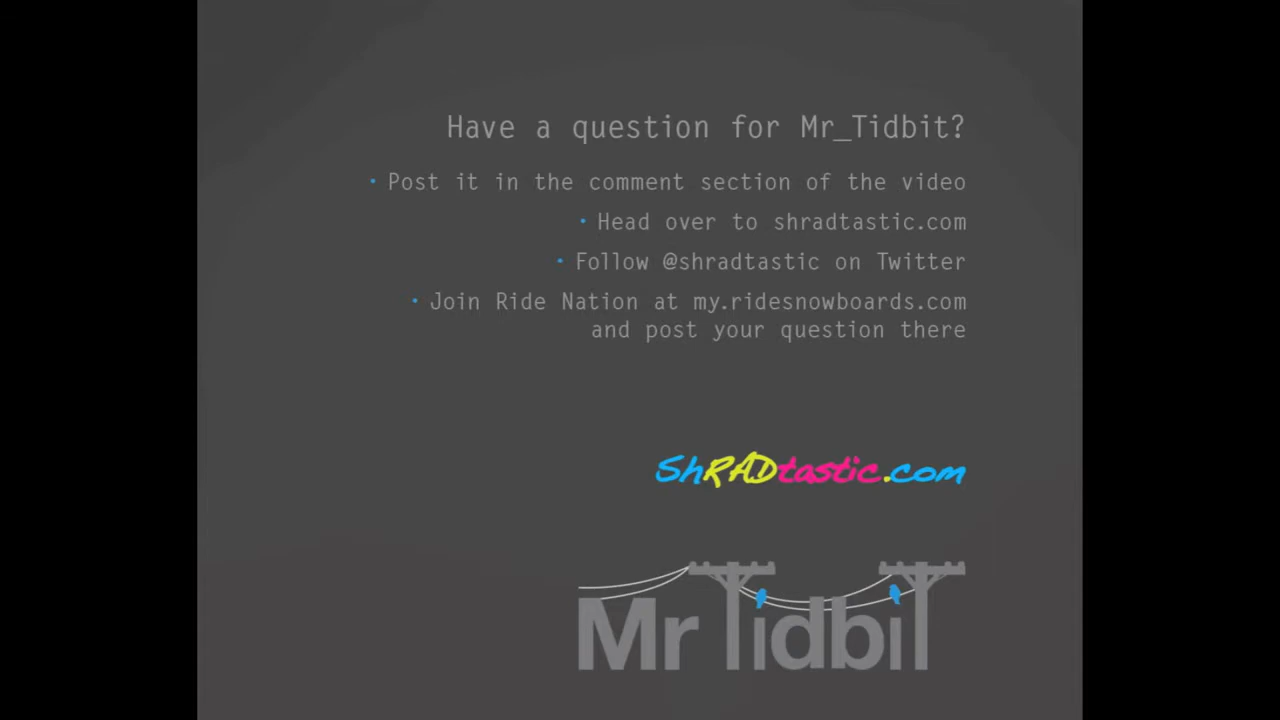 Have a question for Mr_Tidbit?
• Post it in the comment section of the video
• Head over to shradtastic.com
• Follow @shradtastic on Twitter
• Join Ride Nation at my.ridesnowboards.com
and post your question there
ShRADtastic.com
Mr Tidbit